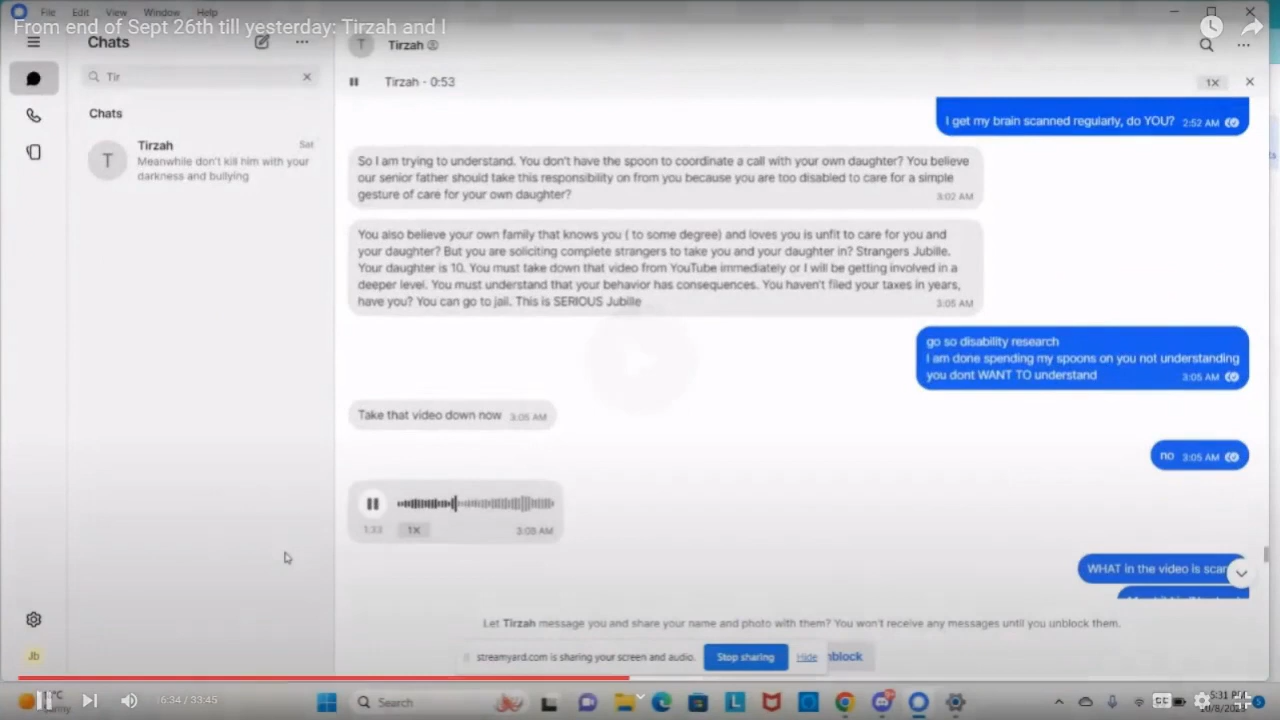 File Edit View Window Help
From end of Sept 26th till yesterday: Tirzah and I
Chats
Tirzah
Tir
Tirzah - 0:53
1X
Chats
I get my brain scanned regularly, do YOU? 2:52 AM
T
Tirzah
Sat
Meanwhile don't kill him with your
darkness and bullying
So I am trying to understand. You don't have the spoon to coordinate a call with your own daughter? You believe
our senior father should take this responsibility on from you because you are too disabled to care for a simple
gesture of care for your own daughter?
3:02 AM
You also believe your own family that knows you ( to some degree) and loves you is unfit to care for you and
your daughter? But you are soliciting complete strangers to take you and your daughter in? Strangers Jubille.
Your daughter is 10. You must take down that video from YouTube immediately or I will be getting involved in a
deeper level. You must understand that your behavior has consequences. You haven't filed your taxes in years,
have you? You can go to jail. This is SERIOUS Jubille
3:05 AM
go so disability research
I am done spending my spoons on you not understanding
you dont WANT TO understand
3:05 AM
Take that video down now 3:05 AM
no 3:05 AM
1:33 1X
WHAT in the video is scar
Let Tirzah message you and share your name and photo with them? You won't receive any messages until you unblock them.
streamyard.com is sharing your screen and audio.
Stop sharing
Hide
nblock
Jb
6:34 / 33:45
Search
5:31 PM